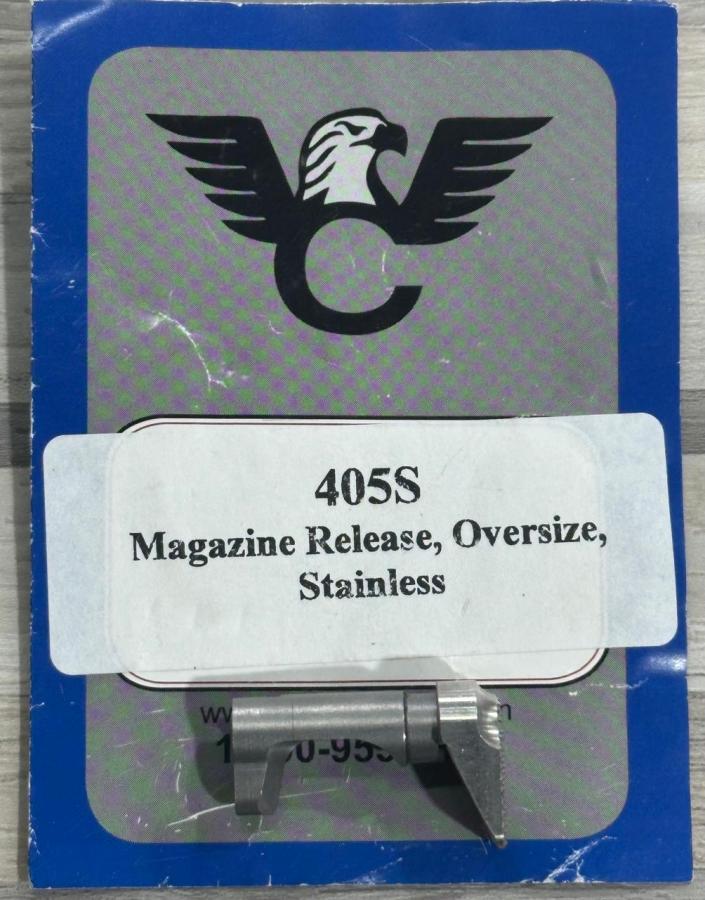 405S
Magazine Release, Oversize,
Stainless